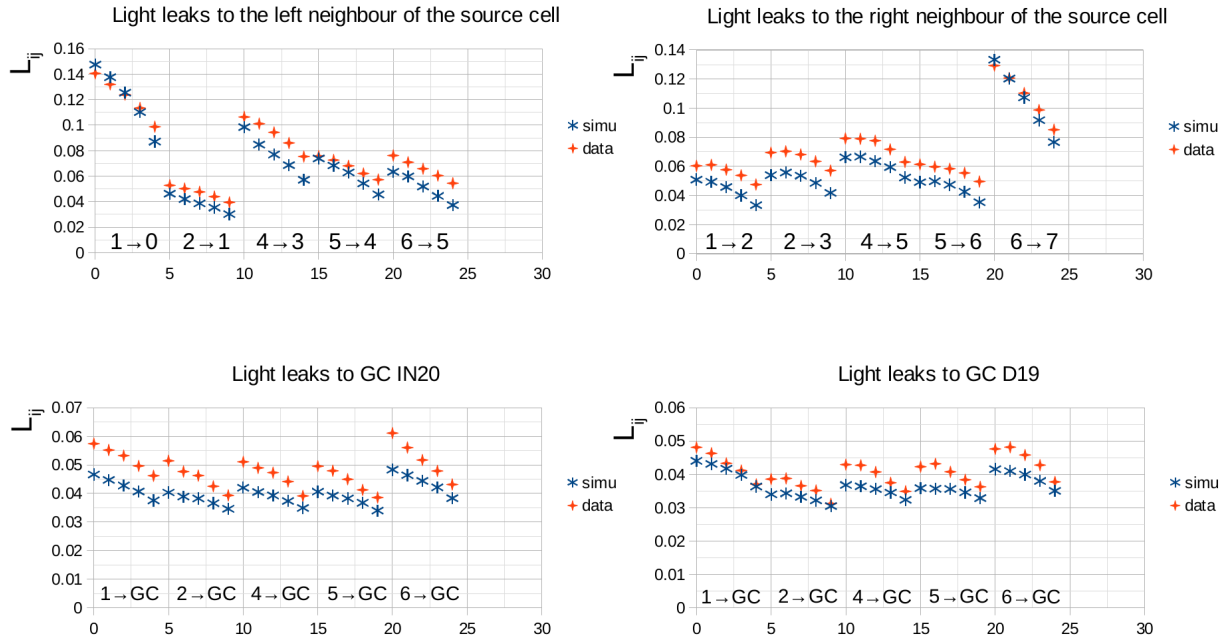 Light leaks to the left neighbour of the source cell
Lij
0.16
0.14
0.12
0.1
0.08
0.06
0.04
0.02
0
1→0 2→1 4→3 5→4 6→5
0 5 10 15 20 25 30
simu
data
Light leaks to the right neighbour of the source cell
Lij
0.14
0.12
0.1
0.08
0.06
0.04
0.02
0
1→2 2→3 4→5 5→6 6→7
0 5 10 15 20 25 30
simu
data
Light leaks to GC IN20
Lij
0.07
0.06
0.05
0.04
0.03
0.02
0.01
0
1→GC 2→GC 4→GC 5→GC 6→GC
0 5 10 15 20 25 30
simu
data
Light leaks to GC D19
Lij
0.06
0.05
0.04
0.03
0.02
0.01
0
1→GC 2→GC 4→GC 5→GC 6→GC
0 5 10 15 20 25 30
simu
data